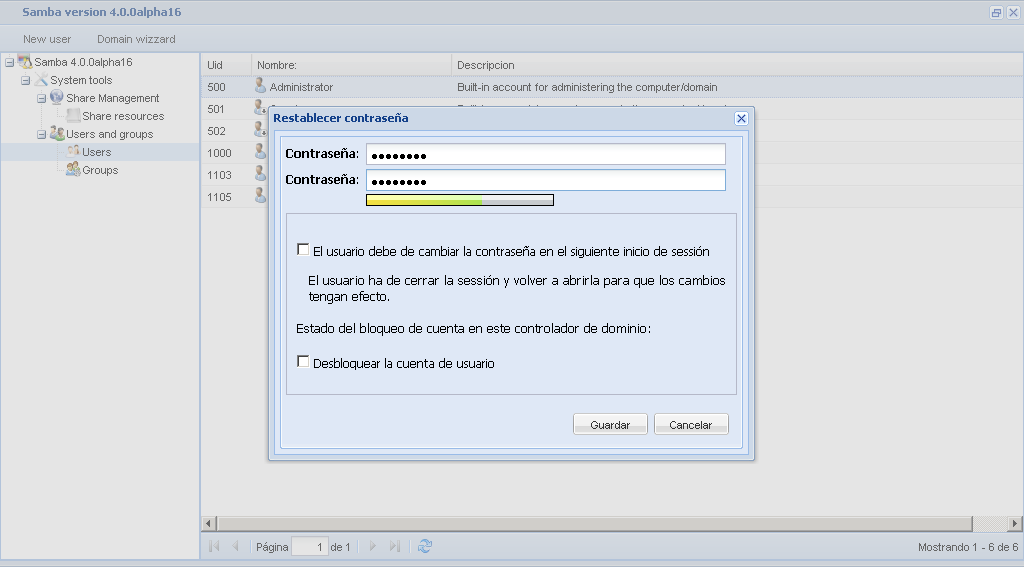 Samba version 4.0.0alpha16
New user Domain wizzard
Samba 4.0.0alpha16
System tools
Share Management
Share resources
Users and groups
Users
Groups
Uid Nombre: Descripcion
500 Administrator Built-in account for administering the computer/domain
501
502
1000
1103
1105
Restablecer contraseña
Contraseña: ●●●●●●●●
Contraseña: ●●●●●●●●
El usuario debe de cambiar la contraseña en el siguiente inicio de sessión
El usuario ha de cerrar la sessión y volver a abrirla para que los cambios
tengan efecto.
Estado del bloqueo de cuenta en este controlador de dominio:
Desbloquear la cuenta de usuario
Guardar Cancelar
Página 1 de 1
Mostrando 1 - 6 de 6